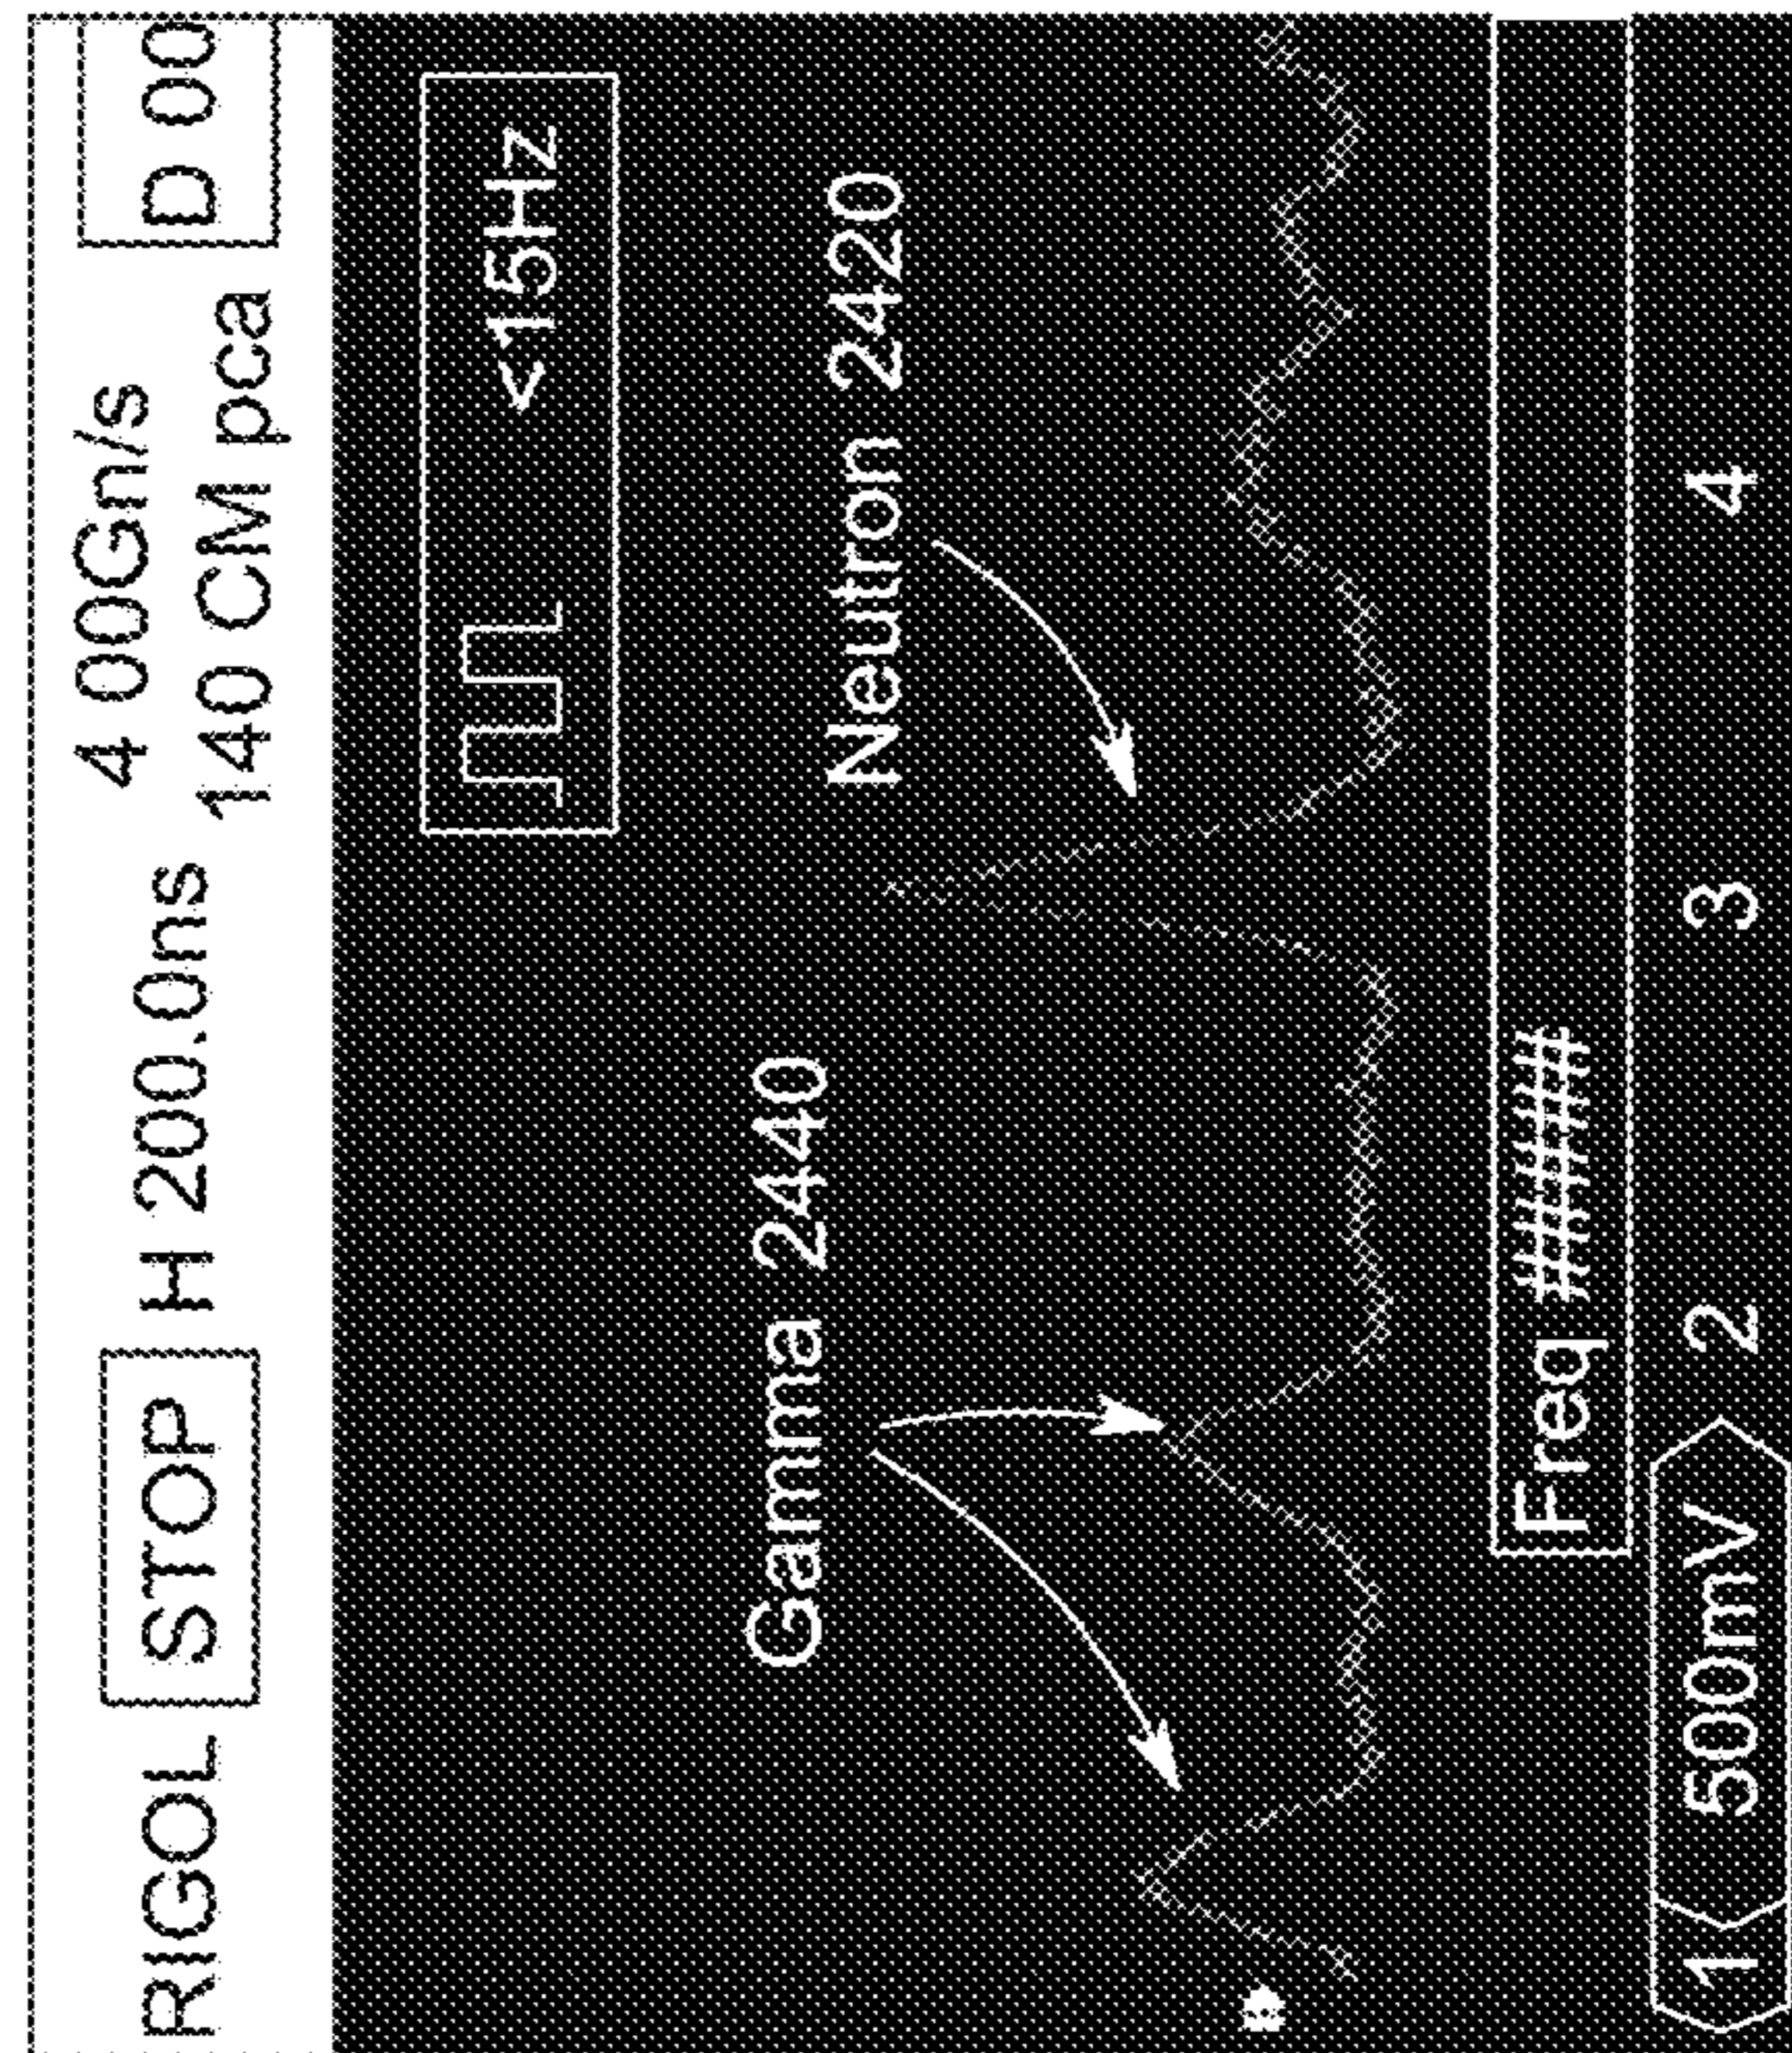 RIGOL STOP H 200.0ns
4 00Gn/s
140 CM pca
D 00
<15Hz
Gamma 2440
Neutron 2420
Freq #####
1 500mV 2 3 4